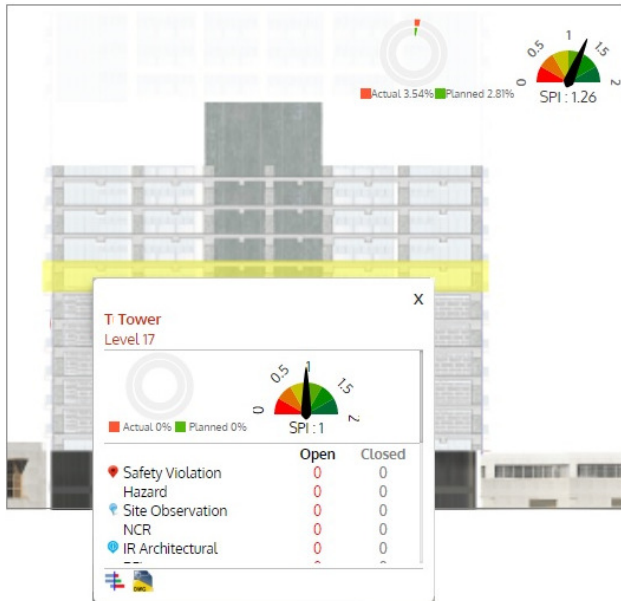 0 0.5 1 1.5 2
Actual 3.54% Planned 2.81%
SPI : 1.26
X
T Tower
Level 17
0 0.5 1 1.5 2
Actual 0% Planned 0%
SPI : 1
Open Closed
Safety Violation 0 0
Hazard 0 0
Site Observation 0 0
NCR 0 0
IR Architectural 0 0
DWG